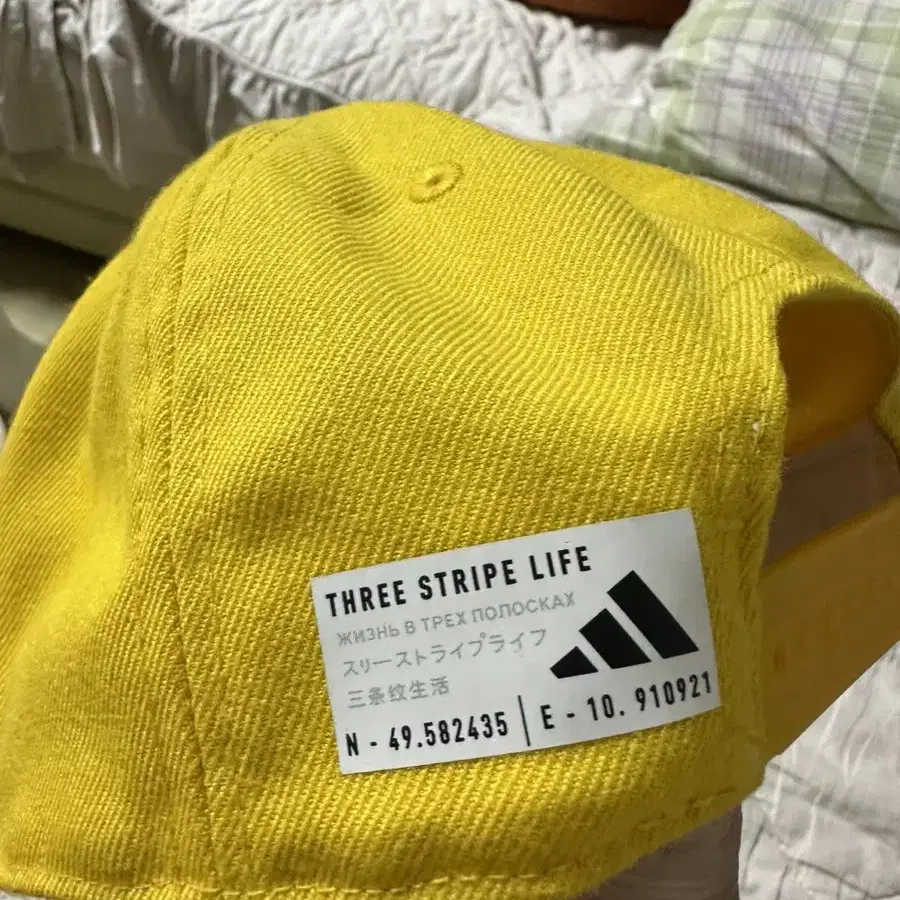 THREE STRIPE LIFE
ЖИЗНЬ В ТРЕХ ПОЛОСКАХ
スリーストライプライフ
三条纹生活
N - 49.582435 | E - 10. 910921